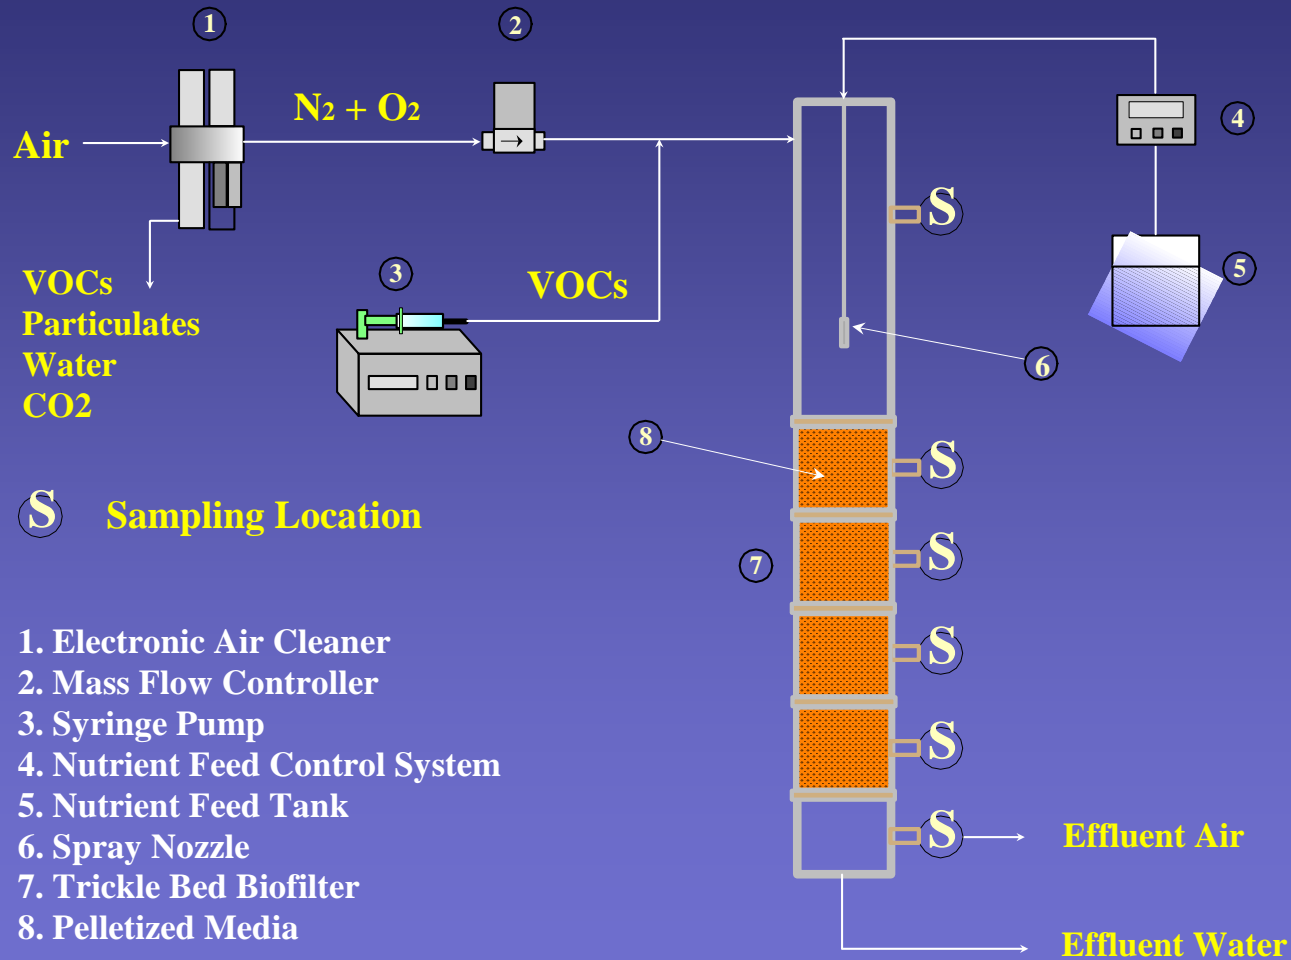 1
2
N2 + O2
Air
4
S
3
VOCs
5
VOCs
Particulates
Water
CO2
6
8
S
S Sampling Location
7
S
S
S
S
Effluent Air
Effluent Water
1. Electronic Air Cleaner
2. Mass Flow Controller
3. Syringe Pump
4. Nutrient Feed Control System
5. Nutrient Feed Tank
6. Spray Nozzle
7. Trickle Bed Biofilter
8. Pelletized Media